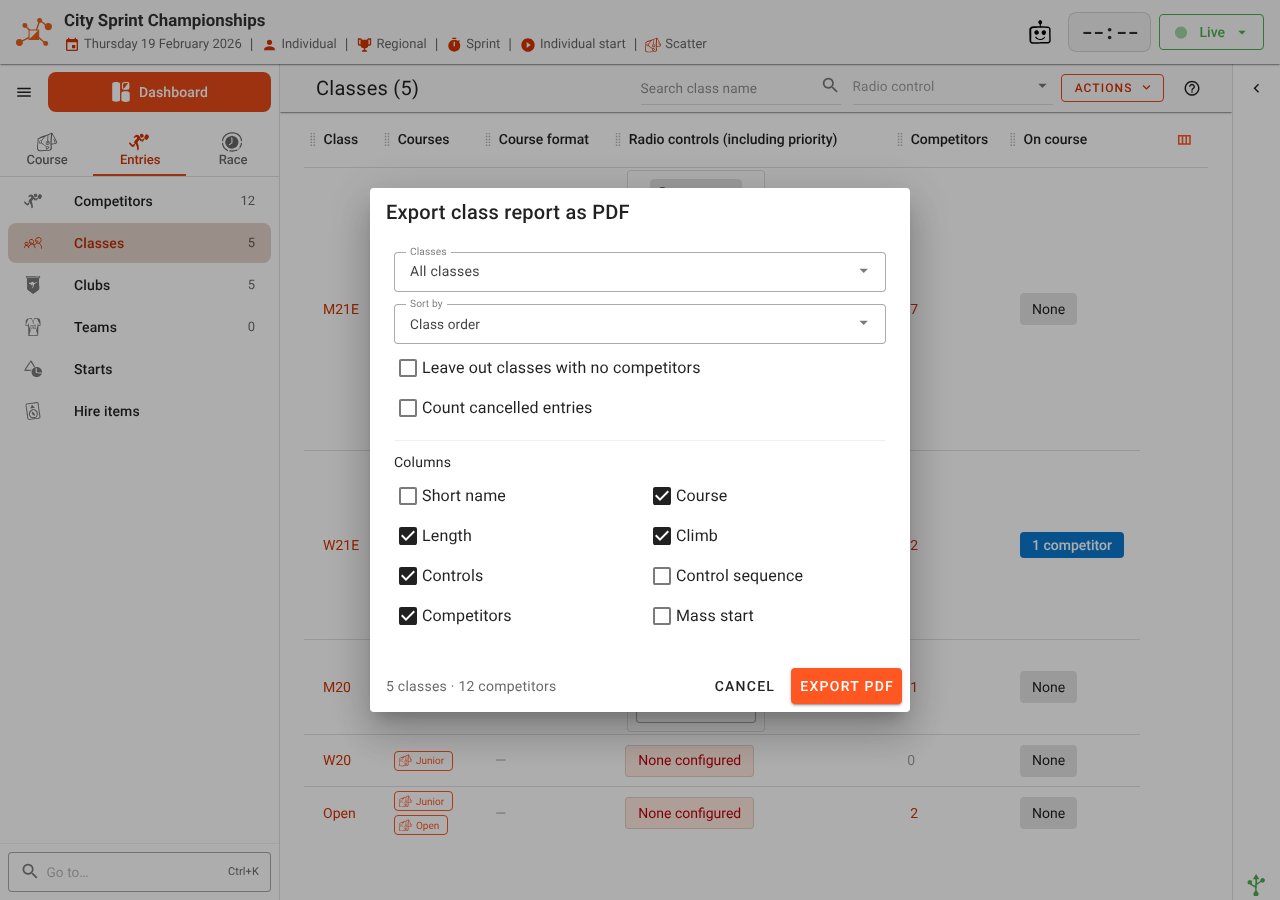 City Sprint Championships
Thursday 19 February 2026 | Individual | Regional | Sprint | Individual start | Scatter
--:--
Live
Dashboard
Classes (5)
Search class name
Radio control
ACTIONS
Course
Entries
Race
Class
Courses
Course format
Radio controls (including priority)
Competitors
On course
Competitors 12
Classes 5
Clubs 5
Teams 0
Starts
Hire items
Export class report as PDF
Classes
All classes
Sort by
Class order
Leave out classes with no competitors
Count cancelled entries
Columns
Short name
Course
Length
Climb
Controls
Control sequence
Competitors
Mass start
5 classes · 12 competitors
CANCEL
EXPORT PDF
M21E 7 None
W21E 2 1 competitor
M20 1 None
W20 Junior — None configured 0 None
Open Junior — None configured 2 None
Open
Go to...
Ctrl+K